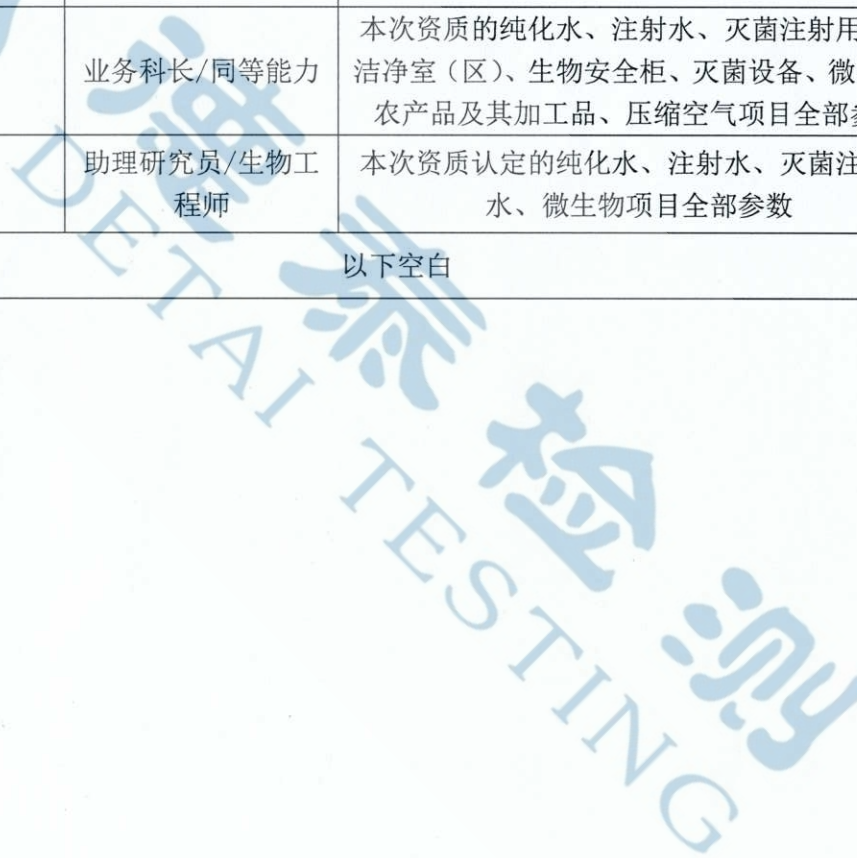 业务科长/同等能力
本次资质的纯化水、注射水、灭菌注射用
洁净室（区）、生物安全柜、灭菌设备、微
农产品及其加工品、压缩空气项目全部
助理研究员/生物工
程师
本次资质认定的纯化水、注射水、灭菌注
水、微生物项目全部参数
以下空白
泰检测
DETAI TESTING